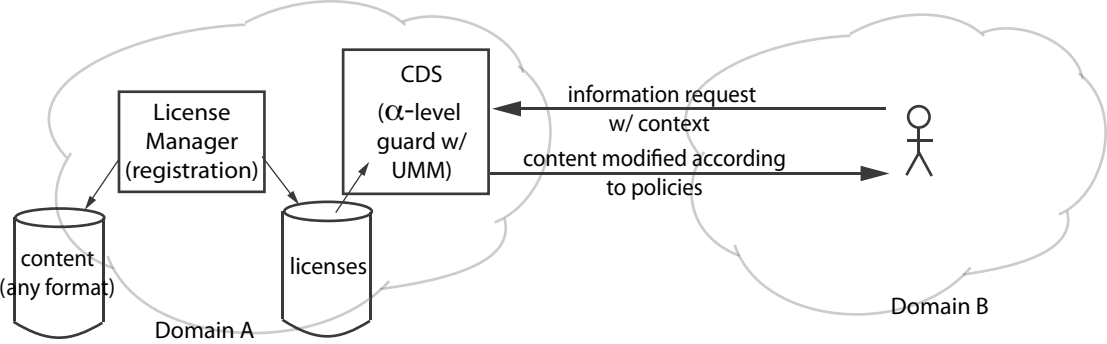 CDS
(α-level
guard w/
UMM)
License
Manager
(registration)
information request
w/ context
content modified according
to policies
content
(any format)
licenses
Domain A
Domain B